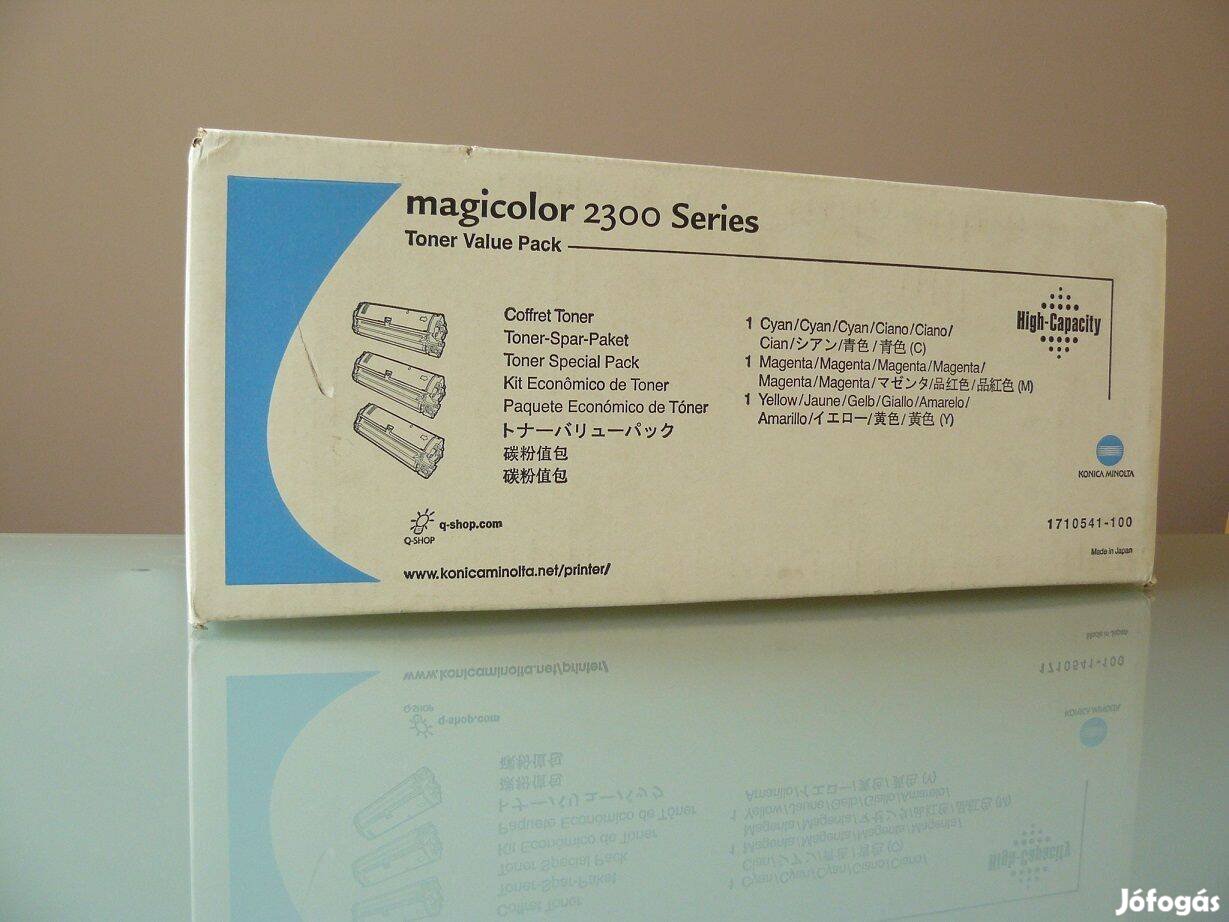 magicolor 2300 Series
Toner Value Pack
Coffret Toner
Toner-Spar-Paket
Toner Special Pack
Kit Econômico de Toner
Paquete Económico de Tóner
トナーバリューパック
碳粉值包
碳粉值包
1 Cyan/Cyan/Cyan/Ciano/Ciano/
Cian/シアン/青色/青色 (C)
1 Magenta/Magenta/Magenta/Magenta/
Magenta/Magenta/マゼンタ/品红色/品紅色 (M)
1 Yellow/Jaune/Gelb/Giallo/Amarelo/
Amarillo/イエロー/黄色/黃色 (Y)
High-Capacity
KONICA MINOLTA
q-shop.com
Q-SHOP
1710541-100
Made in Japan
www.konicaminolta.net/printer/
Jófogás